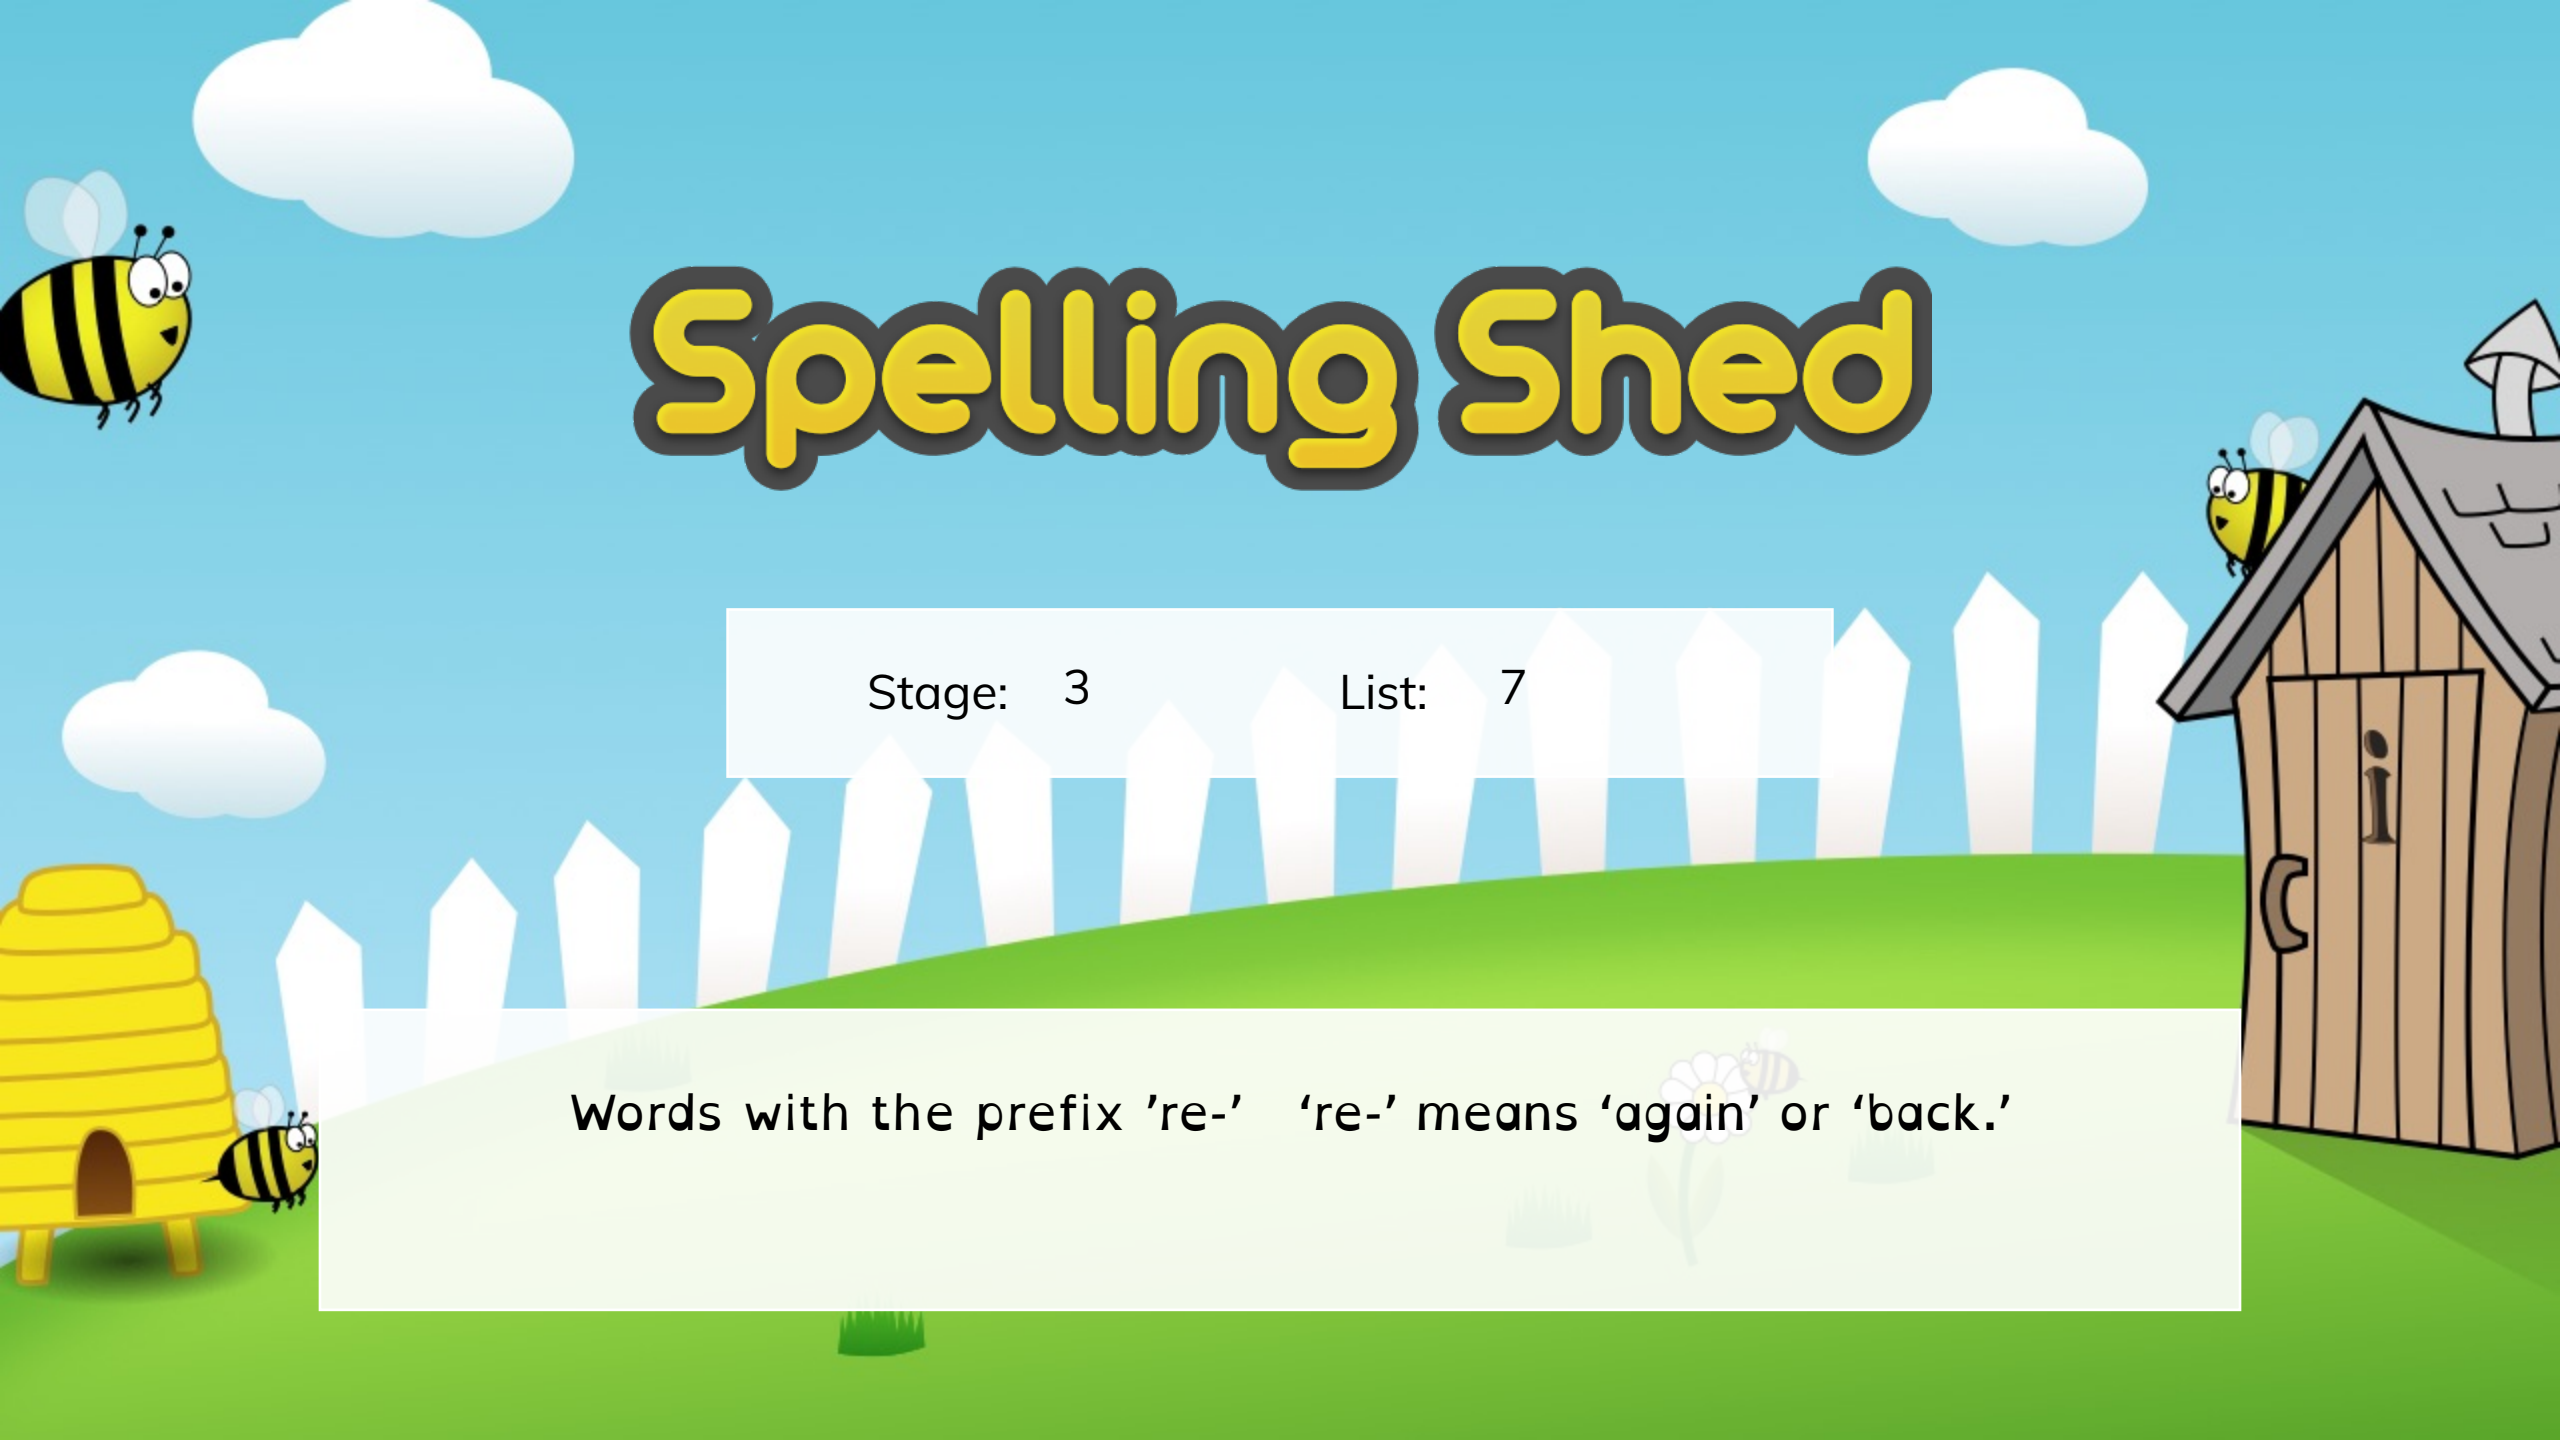 Spelling Shed
Stage: 3 List: 7
Words with the prefix ’re-’ ‘re-’ means ‘again’ or ‘back.’
i